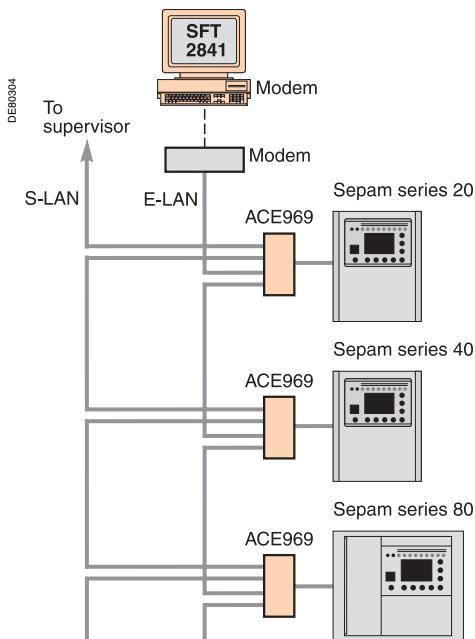 SFT
2841
Modem
DE80304
To
supervisor
Modem
S-LAN
E-LAN
Sepam series 20
ACE969
Sepam series 40
ACE969
Sepam series 80
ACE969